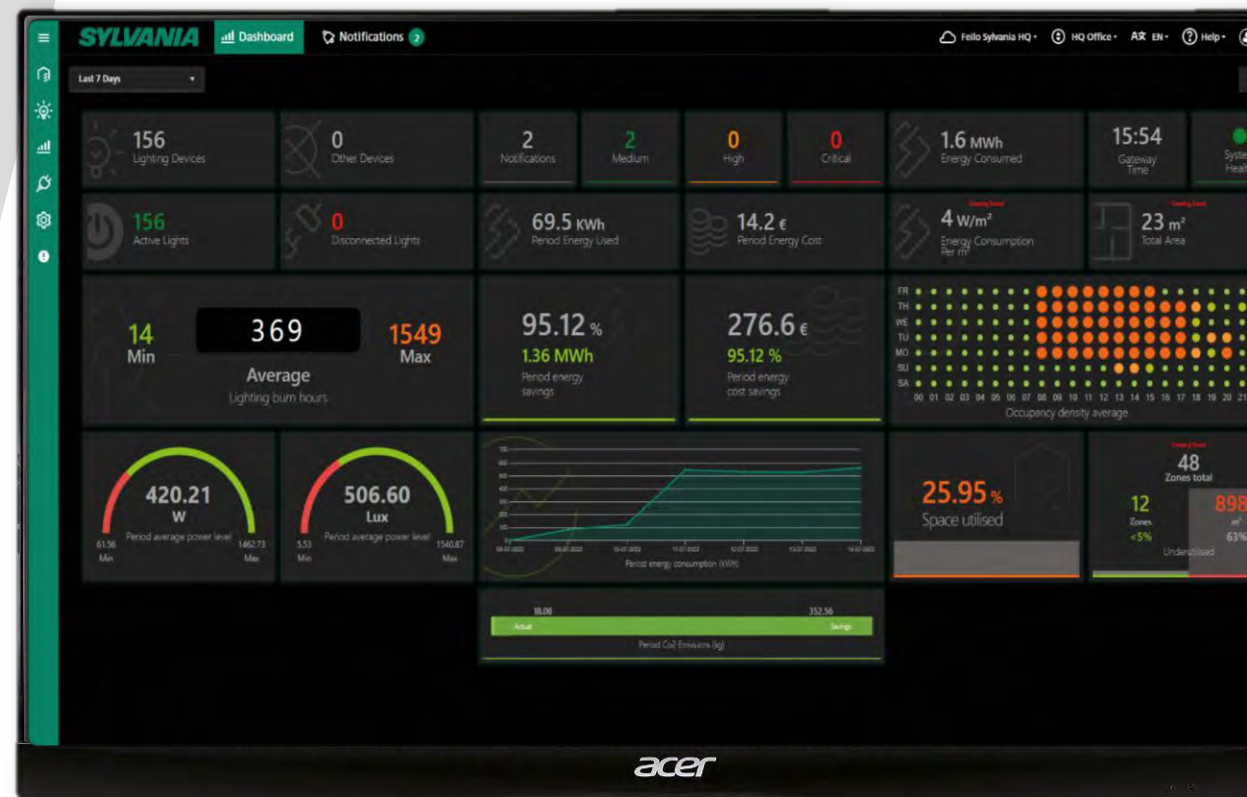 SYLVANIA
Dashboard
Notifications 2
Feilo Sylvania HQ
HQ Office
EN
Help
Last 7 Days
156
Lighting Devices
0
Other Devices
2
Notifications
2
Medium
0
High
0
Critical
1.6 MWh
Energy Consumed
15:54
Gateway
Time
156
Active Lights
0
Disconnected Lights
69.5 KWh
Period Energy Used
14.2 €
Period Energy Cost
4 W/m²
Energy Consumption
Per m²
23 m²
Total Area
14
Min
369
Average
Lighting burn hours
1549
Max
95.12 %
1.36 MWh
Period energy
savings
276.6 €
95.12 %
Period energy
cost savings
FR
TH
WE
TU
MO
SU
SA
00 01 02 03 04 05 06 07 08 09 10 11 12 13 14 15 16 17 18 19 20 21
Occupancy density average
420.21
W
Period average power level
61.56
Min
1462.73
Max
506.60
Lux
Period average power level
5.53
Min
1540.87
Max
Period energy consumption (kWh)
25.95 %
Space utilised
48
Zones total
12
Zones
<5%
898
m²
63%
Underutilised
18.08
Actual
352.56
Savings
Period Co2 Emissions (kg)
acer